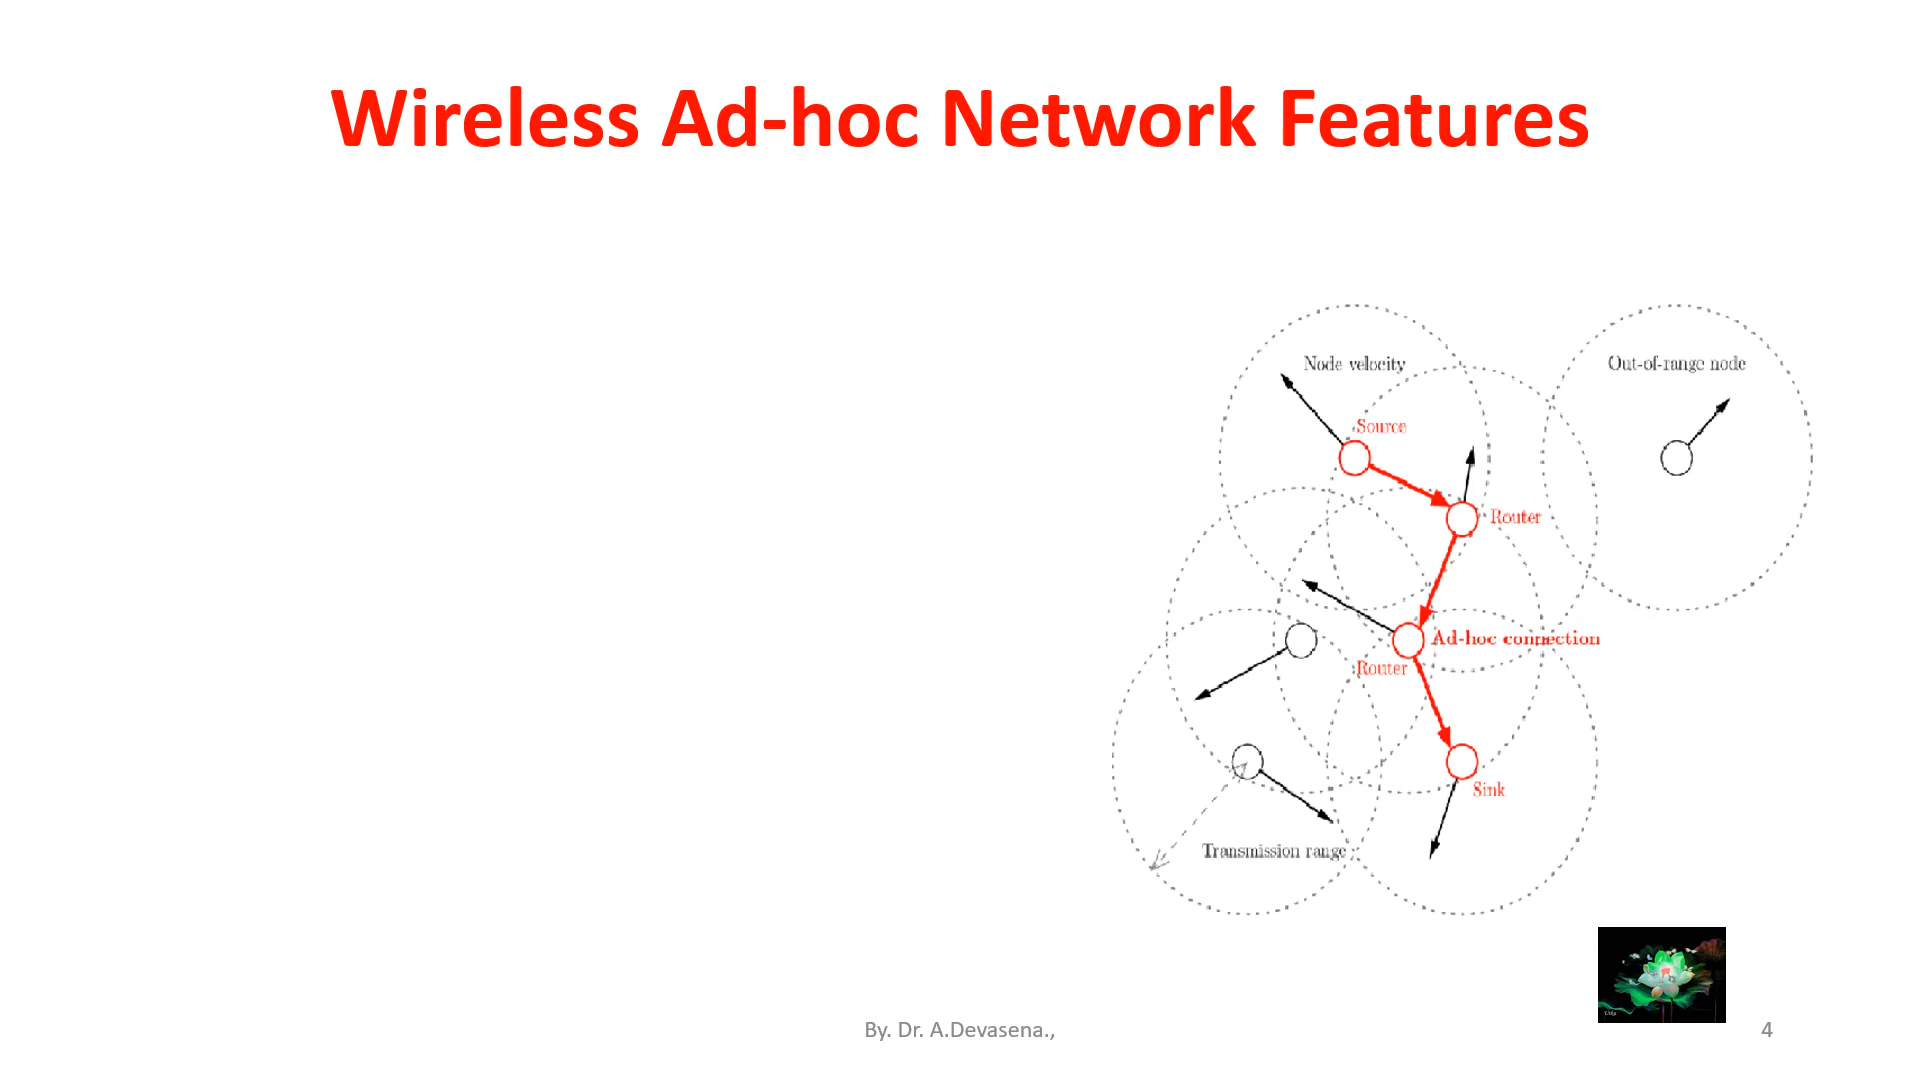 Wireless Ad-hoc Network Features
Node velocity
Out-of-range node
Source
Router
Ad-hoc connection
Router
Sink
Transmission range
By. Dr. A.Devasena.,
4